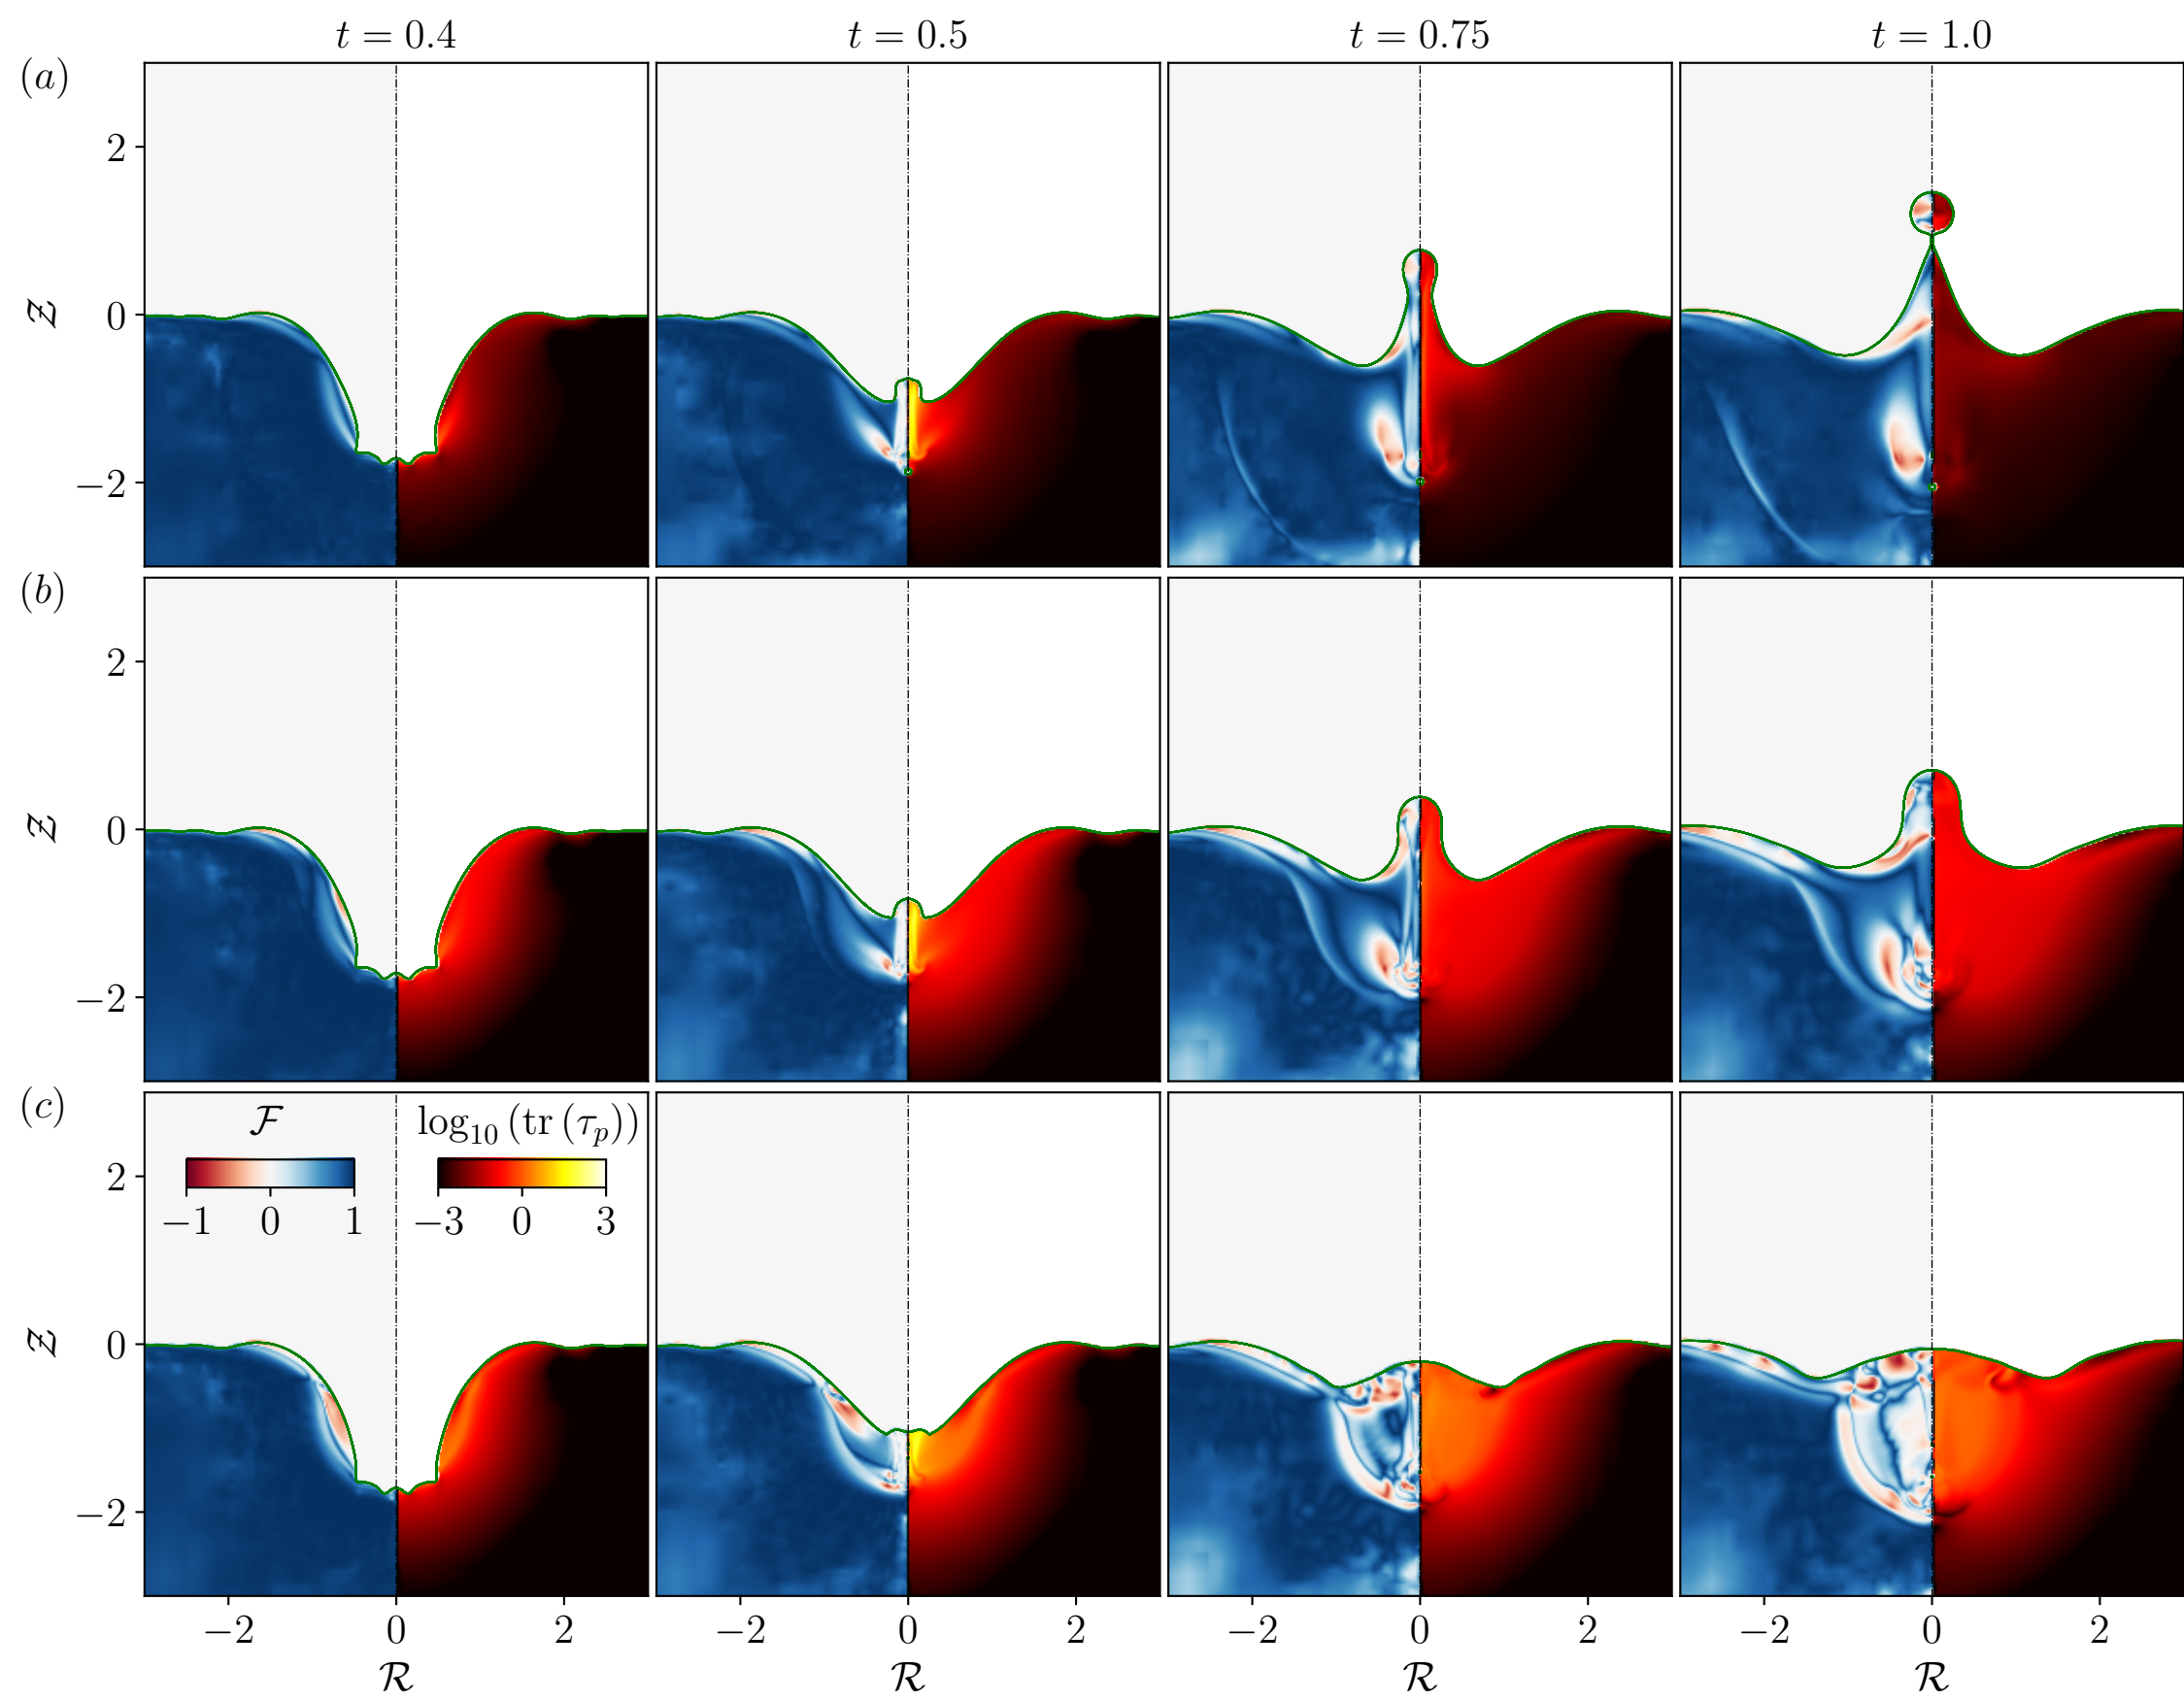 t = 0.4 t = 0.5 t = 0.75 t = 1.0
(a)
2
𝒵 0
−2
(b)
2
𝒵 0
−2
(c)
ℱ log₁₀ (tr (τₚ))
−1 0 1 −3 0 3
2
𝒵 0
−2
−2 0 2 −2 0 2 −2 0 2 −2 0 2
ℛ ℛ ℛ ℛ